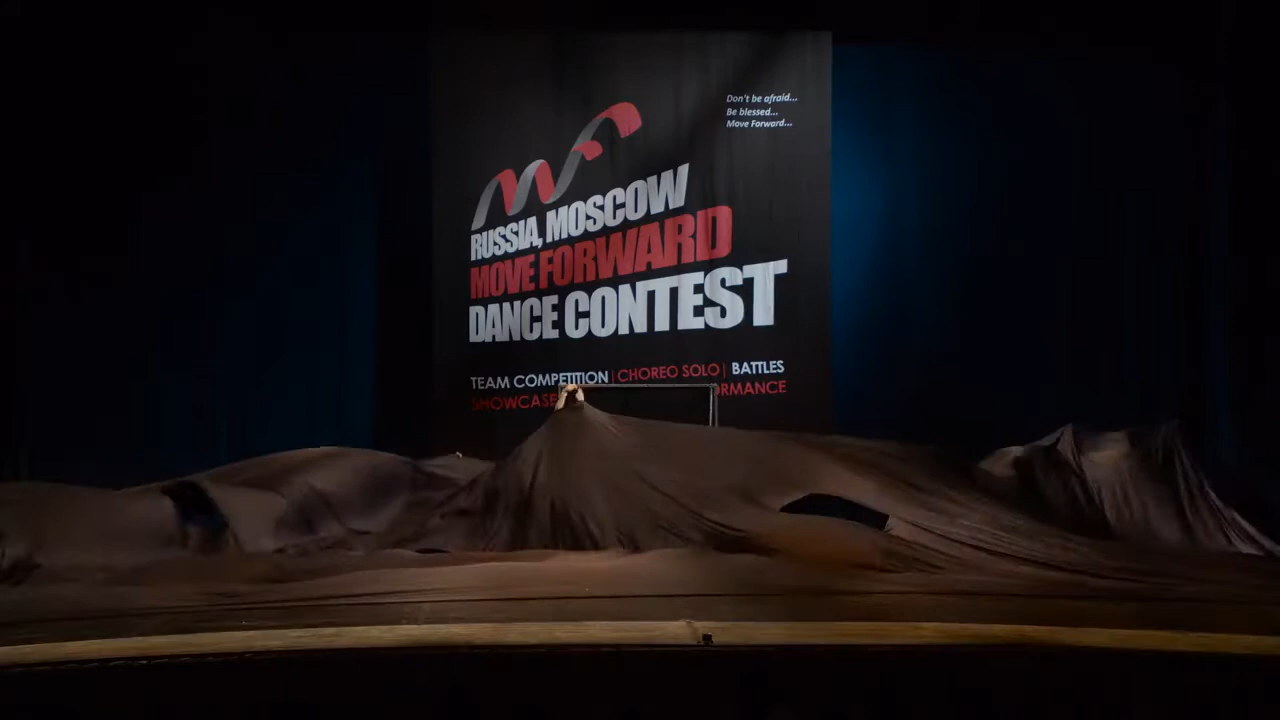 Don't be afraid...
Be blessed...
Move Forward...
RUSSIA, MOSCOW
MOVE FORWARD
DANCE CONTEST
TEAM COMPETITION | CHOREO SOLO | BATTLES
SHOWCASE